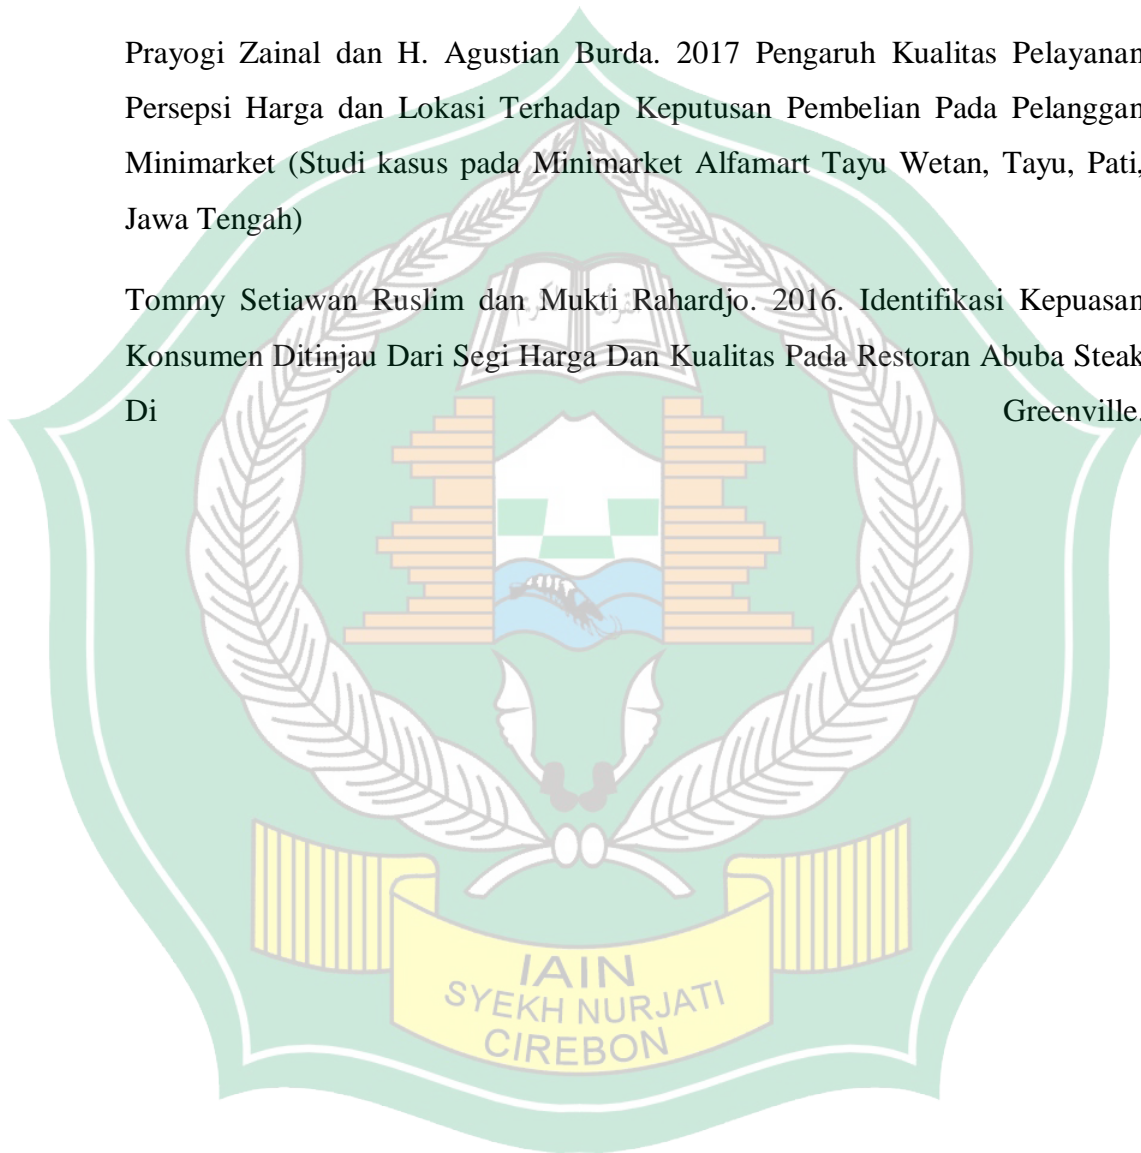 Prayogi Zainal dan H. Agustian Burda. 2017 Pengaruh Kualitas Pelayanan
Persepsi Harga dan Lokasi Terhadap Keputusan Pembelian Pada Pelanggan
Minimarket (Studi kasus pada Minimarket Alfamart Tayu Wetan, Tayu, Pati,
Jawa Tengah)
Tommy Setiawan Ruslim dan Mukti Rahardjo. 2016. Identifikasi Kepuasan
Konsumen Ditinjau Dari Segi Harga Dan Kualitas Pada Restoran Abuba Steak
Di Greenville.
IAIN
SYEKH NURJATI
CIREBON